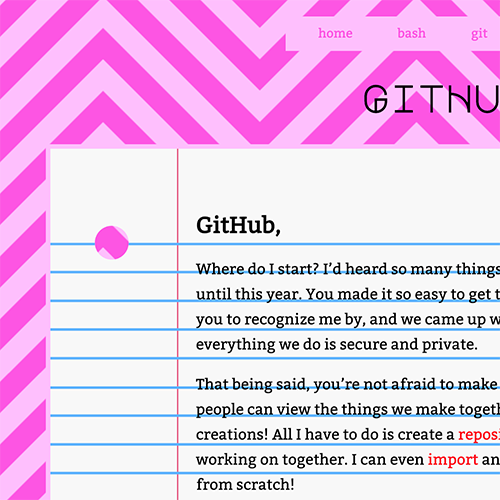 home bash git
GITHU
GitHub,
Where do I start? I'd heard so many things
until this year. You made it so easy to get t
you to recognize me by, and we came up w
everything we do is secure and private.
That being said, you're not afraid to make
people can view the things we make togeth
creations! All I have to do is create a repos
working on together. I can even import an
from scratch!